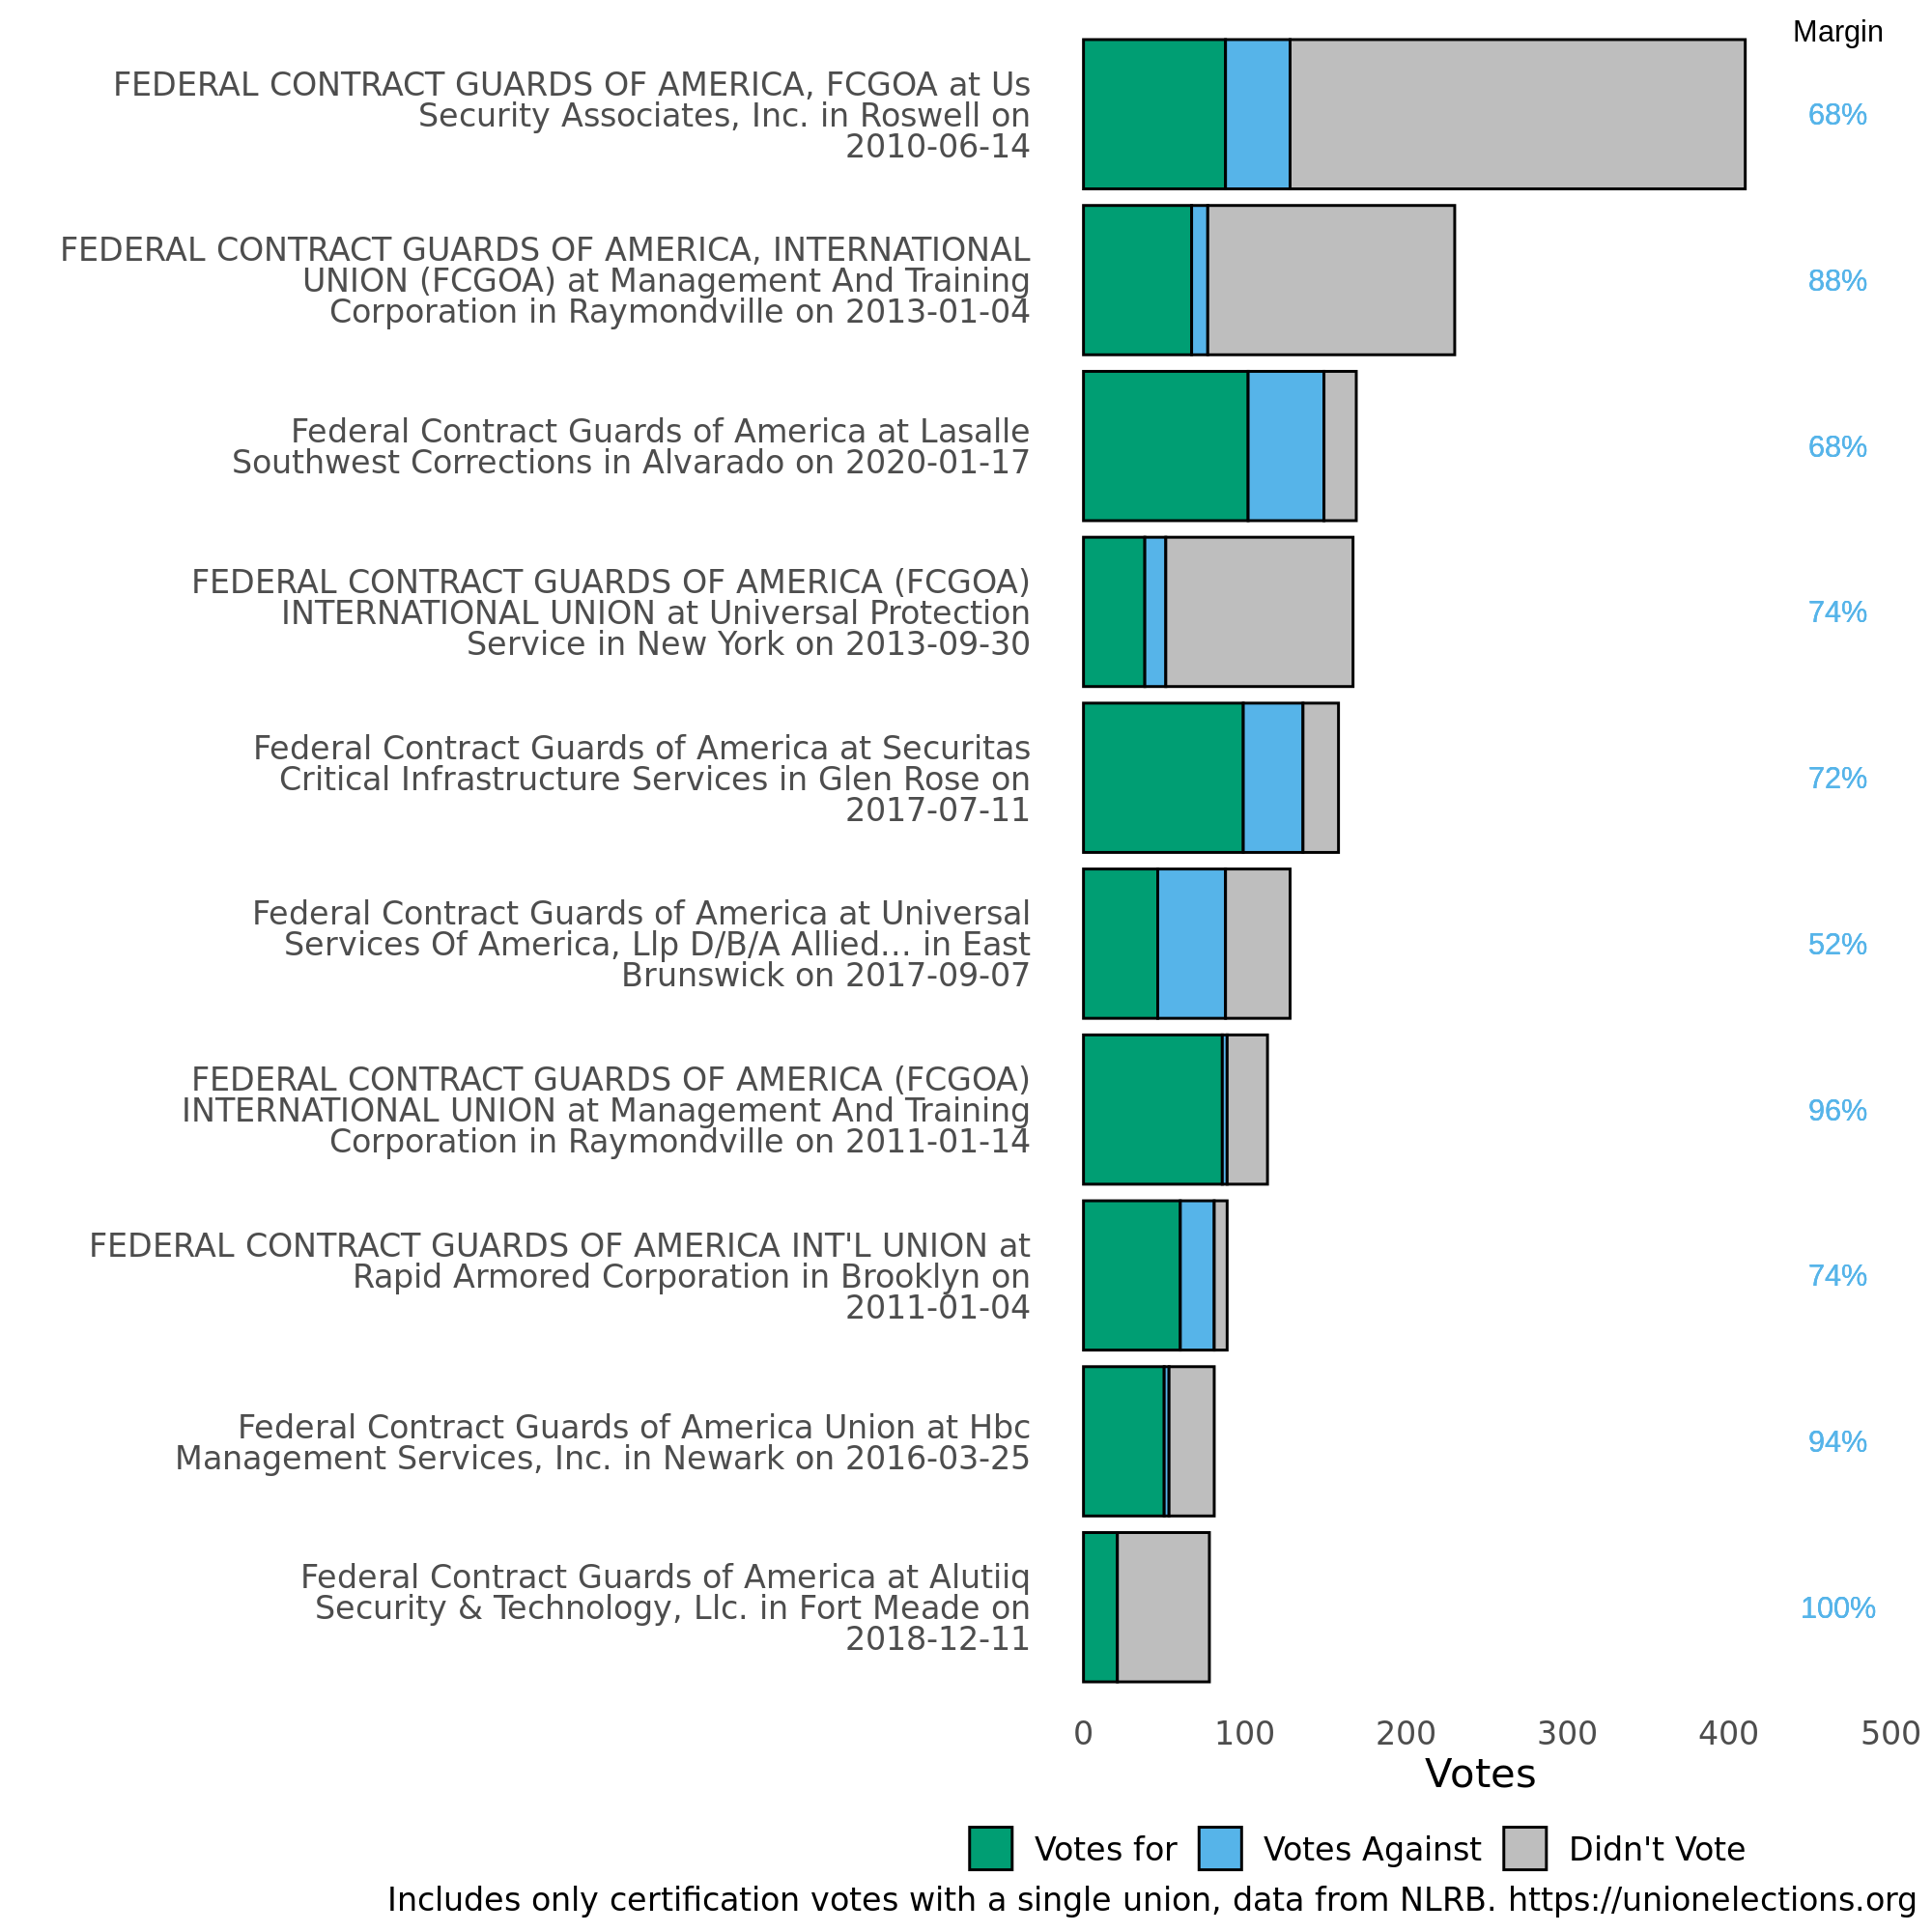 Margin
FEDERAL CONTRACT GUARDS OF AMERICA, FCGOA at Us
Security Associates, Inc. in Roswell on
2010-06-14
68%
FEDERAL CONTRACT GUARDS OF AMERICA, INTERNATIONAL
UNION (FCGOA) at Management And Training
Corporation in Raymondville on 2013-01-04
88%
Federal Contract Guards of America at Lasalle
Southwest Corrections in Alvarado on 2020-01-17
68%
FEDERAL CONTRACT GUARDS OF AMERICA (FCGOA)
INTERNATIONAL UNION at Universal Protection
Service in New York on 2013-09-30
74%
Federal Contract Guards of America at Securitas
Critical Infrastructure Services in Glen Rose on
2017-07-11
72%
Federal Contract Guards of America at Universal
Services Of America, Llp D/B/A Allied... in East
Brunswick on 2017-09-07
52%
FEDERAL CONTRACT GUARDS OF AMERICA (FCGOA)
INTERNATIONAL UNION at Management And Training
Corporation in Raymondville on 2011-01-14
96%
FEDERAL CONTRACT GUARDS OF AMERICA INT'L UNION at
Rapid Armored Corporation in Brooklyn on
2011-01-04
74%
Federal Contract Guards of America Union at Hbc
Management Services, Inc. in Newark on 2016-03-25
94%
Federal Contract Guards of America at Alutiiq
Security & Technology, Llc. in Fort Meade on
2018-12-11
100%
0 100 200 300 400 500
Votes
Votes for Votes Against Didn't Vote
Includes only certification votes with a single union, data from NLRB. https://unionelections.org